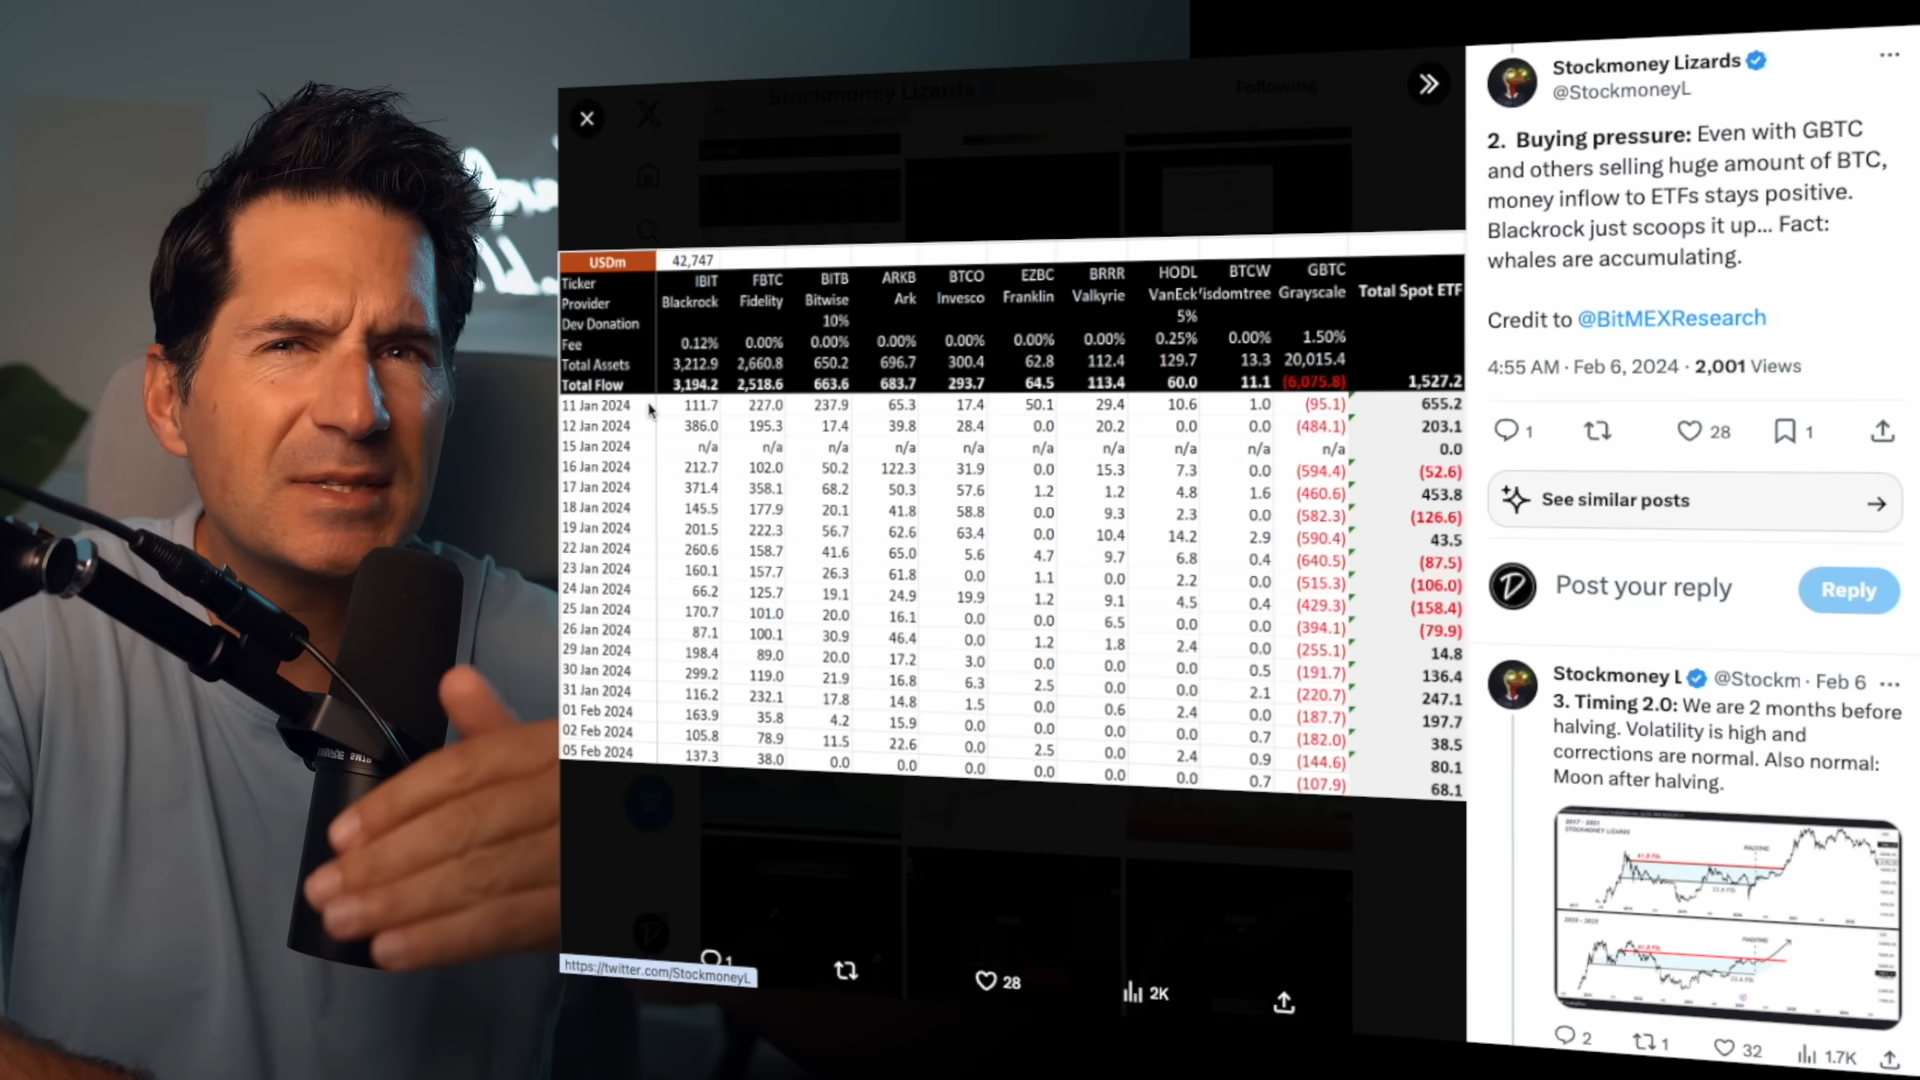 Stockmoney Lizards
Following
USDm 42,747
Ticker IBIT FBTC BITB ARKB BTCO EZBC BRRR HODL BTCW GBTC
Provider Blackrock Fidelity Bitwise Ark Invesco Franklin Valkyrie VanEck isdomtree Grayscale Total Spot ETF
Dev Donation 10% 5%
Fee 0.12% 0.00% 0.00% 0.00% 0.00% 0.00% 0.25% 0.00% 1.50%
Total Assets 3,212.9 2,660.8 650.2 696.7 300.4 62.8 112.4 129.7 13.3 20,015.4
Total Flow 3,194.2 2,518.6 663.6 683.7 293.7 64.5 113.4 60.0 11.1 (6,075.8) 1,527.2
11 Jan 2024 111.7 227.0 237.9 65.3 17.4 50.1 29.4 10.6 1.0 (95.1) 655.2
12 Jan 2024 386.0 195.3 17.4 39.8 28.4 0.0 20.2 0.0 0.0 (484.1) 203.1
15 Jan 2024 n/a n/a n/a n/a n/a n/a n/a n/a n/a n/a 0.0
16 Jan 2024 212.7 102.0 50.2 122.3 31.9 0.0 15.3 7.3 0.0 (594.4) (52.6)
17 Jan 2024 371.4 358.1 68.2 50.3 57.6 1.2 1.2 4.8 1.6 (460.6) 453.8
18 Jan 2024 145.5 177.9 20.1 41.8 58.8 0.0 9.3 2.3 0.0 (582.3) (126.6)
19 Jan 2024 201.5 222.3 56.7 62.6 63.4 0.0 10.4 14.2 2.9 (590.4) 43.5
22 Jan 2024 260.6 158.7 41.6 65.0 5.6 4.7 9.7 6.8 0.4 (640.5) (87.5)
23 Jan 2024 160.1 157.7 26.3 61.8 0.0 1.1 0.0 2.2 0.0 (515.3) (106.0)
24 Jan 2024 66.2 125.7 19.1 24.9 19.9 1.2 9.1 4.5 0.4 (429.3) (158.4)
25 Jan 2024 170.7 101.0 20.0 16.1 0.0 0.0 6.5 0.0 0.0 (394.1) (79.9)
26 Jan 2024 87.1 100.1 30.9 46.4 0.0 1.2 1.8 2.4 0.0 (255.1) 14.8
29 Jan 2024 198.4 89.0 20.0 17.2 3.0 0.0 0.0 0.0 0.5 (191.7) 136.4
30 Jan 2024 299.2 119.0 21.9 16.8 6.3 2.5 0.0 0.0 2.1 (220.7) 247.1
31 Jan 2024 116.2 232.1 17.8 14.8 1.5 0.0 0.6 2.4 0.0 (187.7) 197.7
01 Feb 2024 163.9 35.8 4.2 15.9 0.0 0.0 0.0 0.0 0.7 (182.0) 38.5
02 Feb 2024 105.8 78.9 11.5 22.6 0.0 2.5 0.0 2.4 0.9 (144.6) 80.1
05 Feb 2024 137.3 38.0 0.0 0.0 0.0 0.0 0.0 0.0 0.7 (107.9) 68.1
https://twitter.com/StockmoneyL
1
28
2K
Stockmoney Lizards
@StockmoneyL
2. Buying pressure: Even with GBTC
and others selling huge amount of BTC,
money inflow to ETFs stays positive.
Blackrock just scoops it up... Fact:
whales are accumulating.
Credit to @BitMEXResearch
4:55 AM · Feb 6, 2024 · 2,001 Views
1 28 1
See similar posts
Post your reply
Reply
Stockmoney L @Stockm · Feb 6
3. Timing 2.0: We are 2 months before
halving. Volatility is high and
corrections are normal. Also normal:
Moon after halving.
STOCKMONEY LIZARDS
HALVING
HALVING
2 1 32 1.7K